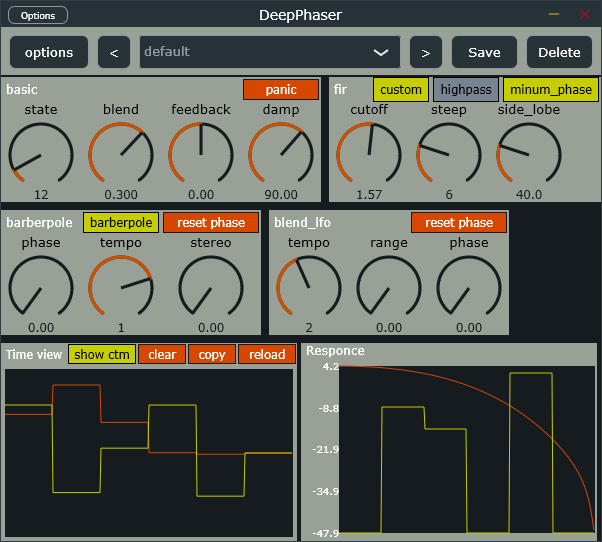 Options DeepPhaser
options < default > Save Delete
basic panic fir custom highpass minum_phase
state blend feedback damp cutoff steep side_lobe
12 0.300 0.00 90.00 1.57 6 40.0
barberpole barberpole reset phase blend_lfo reset phase
phase tempo stereo tempo range phase
0.00 1 0.00 2 0.00 0.00
Time view show ctm clear copy reload Responce
4.2
-8.8
-21.9
-34.9
-47.9